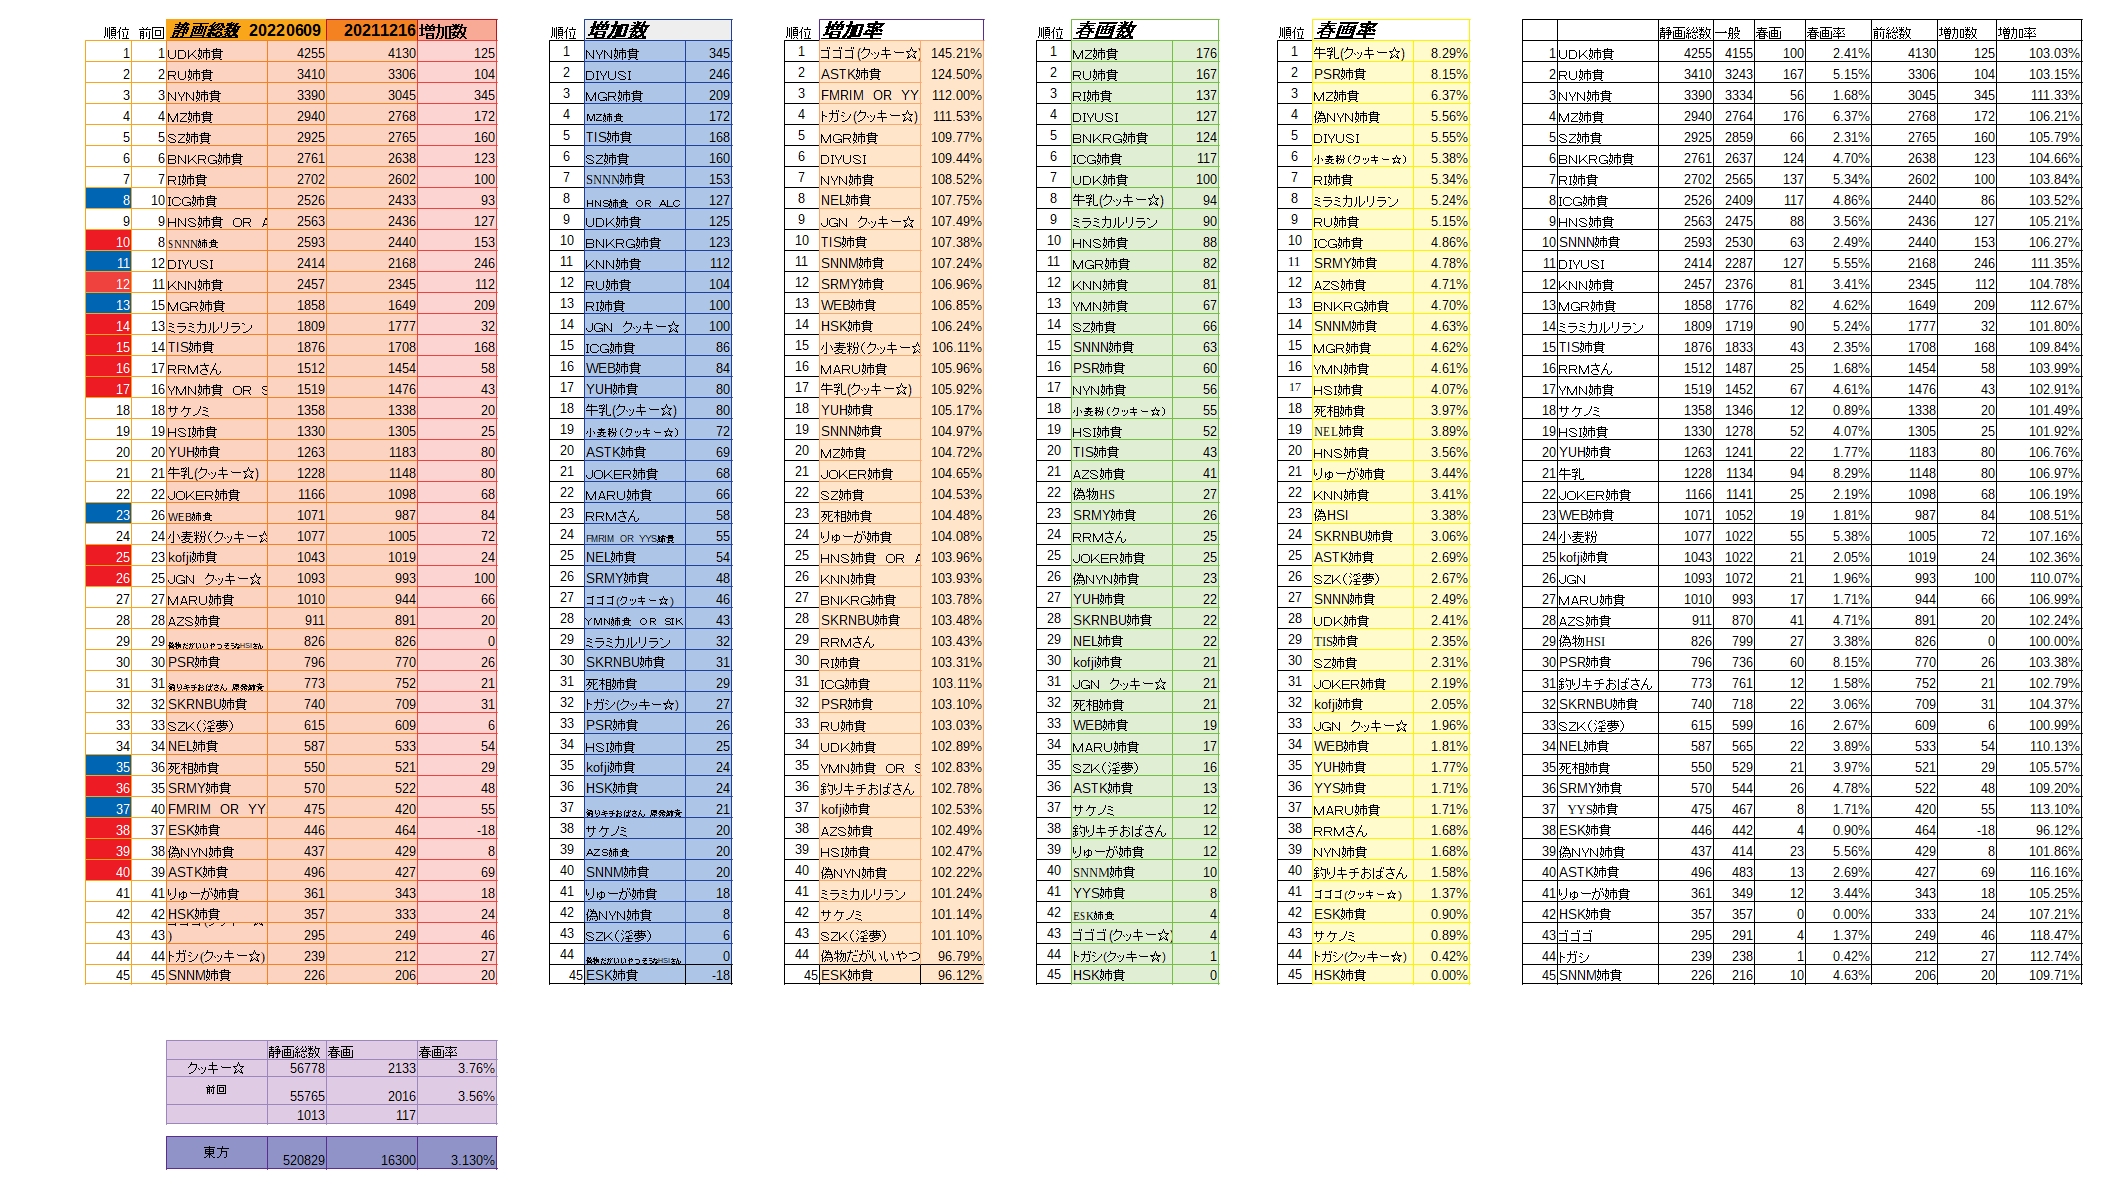 順位 前回 静画総数 20220609 20211216 増加数
1 1 UDK姉貴 4255 4130 125
2 2 RU姉貴 3410 3306 104
3 3 NYN姉貴 3390 3045 345
4 4 MZ姉貴 2940 2768 172
5 5 SZ姉貴 2925 2765 160
6 6 BNKRG姉貴 2761 2638 123
7 7 RI姉貴 2702 2602 100
8 10 ICG姉貴 2526 2433 93
9 9 HNS姉貴 OR A 2563 2436 127
10 8 SNNN姉貴 2593 2440 153
11 12 DIYUSI 2414 2168 246
12 11 KNN姉貴 2457 2345 112
13 15 MGR姉貴 1858 1649 209
14 13 ミラミカルリラン 1809 1777 32
15 14 TIS姉貴 1876 1708 168
16 17 RRMさん 1512 1454 58
17 16 YMN姉貴 OR S 1519 1476 43
18 18 サケノミ 1358 1338 20
19 19 HSI姉貴 1330 1305 25
20 20 YUH姉貴 1263 1183 80
21 21 牛乳(クッキー☆) 1228 1148 80
22 22 JOKER姉貴 1166 1098 68
23 26 WEB姉貴 1071 987 84
24 24 小麦粉(クッキー☆ 1077 1005 72
25 23 kofji姉貴 1043 1019 24
26 25 JGN クッキー☆ 1093 993 100
27 27 MARU姉貴 1010 944 66
28 28 AZS姉貴 911 891 20
29 29 偽物だがいいやつそうなHSIさん 826 826 0
30 30 PSR姉貴 796 770 26
31 31 釣りキチおばさん 原発姉貴 773 752 21
32 32 SKRNBU姉貴 740 709 31
33 33 SZK(淫夢) 615 609 6
34 34 NEL姉貴 587 533 54
35 36 死相姉貴 550 521 29
36 35 SRMY姉貴 570 522 48
37 40 FMRIM OR YY 475 420 55
38 37 ESK姉貴 446 464 -18
39 38 偽NYN姉貴 437 429 8
40 39 ASTK姉貴 496 427 69
41 41 りゅーが姉貴 361 343 18
42 42 HSK姉貴 357 333 24
43 43 ゴゴゴ(クッキー☆) 295 249 46
44 44 トガシ(クッキー☆) 239 212 27
45 45 SNNM姉貴 226 206 20
順位 増加数
1 NYN姉貴 345
2 DIYUSI 246
3 MGR姉貴 209
4 MZ姉貴 172
5 TIS姉貴 168
6 SZ姉貴 160
7 SNNN姉貴 153
8 HNS姉貴 OR ALC 127
9 UDK姉貴 125
10 BNKRG姉貴 123
11 KNN姉貴 112
12 RU姉貴 104
13 RI姉貴 100
14 JGN クッキー☆ 100
15 ICG姉貴 86
16 WEB姉貴 84
17 YUH姉貴 80
18 牛乳(クッキー☆) 80
19 小麦粉(クッキー☆) 72
20 ASTK姉貴 69
21 JOKER姉貴 68
22 MARU姉貴 66
23 RRMさん 58
24 FMRIM OR YYS姉貴 55
25 NEL姉貴 54
26 SRMY姉貴 48
27 ゴゴゴ(クッキー☆) 46
28 YMN姉貴 OR SIK 43
29 ミラミカルリラン 32
30 SKRNBU姉貴 31
31 死相姉貴 29
32 トガシ(クッキー☆) 27
33 PSR姉貴 26
34 HSI姉貴 25
35 kofji姉貴 24
36 HSK姉貴 24
37 釣りキチおばさん 原発姉貴 21
38 サケノミ 20
39 AZS姉貴 20
40 SNNM姉貴 20
41 りゅーが姉貴 18
42 偽NYN姉貴 8
43 SZK(淫夢) 6
44 偽物だがいいやつそうなHSIさん 0
45 ESK姉貴 -18
順位 増加率
1 ゴゴゴ(クッキー☆) 145.21%
2 ASTK姉貴 124.50%
3 FMRIM OR YY 112.00%
4 トガシ(クッキー☆) 111.53%
5 MGR姉貴 109.77%
6 DIYUSI 109.44%
7 NYN姉貴 108.52%
8 NEL姉貴 107.75%
9 JGN クッキー☆ 107.49%
10 TIS姉貴 107.38%
11 SNNM姉貴 107.24%
12 SRMY姉貴 106.96%
13 WEB姉貴 106.85%
14 HSK姉貴 106.24%
15 小麦粉(クッキー☆ 106.11%
16 MARU姉貴 105.96%
17 牛乳(クッキー☆) 105.92%
18 YUH姉貴 105.17%
19 SNNN姉貴 104.97%
20 MZ姉貴 104.72%
21 JOKER姉貴 104.65%
22 SZ姉貴 104.53%
23 死相姉貴 104.48%
24 りゅーが姉貴 104.08%
25 HNS姉貴 OR A 103.96%
26 KNN姉貴 103.93%
27 BNKRG姉貴 103.78%
28 SKRNBU姉貴 103.48%
29 RRMさん 103.43%
30 RI姉貴 103.31%
31 ICG姉貴 103.11%
32 PSR姉貴 103.10%
33 RU姉貴 103.03%
34 UDK姉貴 102.89%
35 YMN姉貴 OR S 102.83%
36 釣りキチおばさん 102.78%
37 kofji姉貴 102.53%
38 AZS姉貴 102.49%
39 HSI姉貴 102.47%
40 偽NYN姉貴 102.22%
41 ミラミカルリラン 101.24%
42 サケノミ 101.14%
43 SZK(淫夢) 101.10%
44 偽物だがいいやつ 96.79%
45 ESK姉貴 96.12%
順位 春画数
1 MZ姉貴 176
2 RU姉貴 167
3 RI姉貴 137
4 DIYUSI 127
5 BNKRG姉貴 124
6 ICG姉貴 117
7 UDK姉貴 100
8 牛乳(クッキー☆) 94
9 ミラミカルリラン 90
10 HNS姉貴 88
11 MGR姉貴 82
12 KNN姉貴 81
13 YMN姉貴 67
14 SZ姉貴 66
15 SNNN姉貴 63
16 PSR姉貴 60
17 NYN姉貴 56
18 小麦粉(クッキー☆) 55
19 HSI姉貴 52
20 TIS姉貴 43
21 AZS姉貴 41
22 偽物HS 27
23 SRMY姉貴 26
24 RRMさん 25
25 JOKER姉貴 25
26 偽NYN姉貴 23
27 YUH姉貴 22
28 SKRNBU姉貴 22
29 NEL姉貴 22
30 kofji姉貴 21
31 JGN クッキー☆ 21
32 死相姉貴 21
33 WEB姉貴 19
34 MARU姉貴 17
35 SZK(淫夢) 16
36 ASTK姉貴 13
37 サケノミ 12
38 釣りキチおばさん 12
39 りゅーが姉貴 12
40 SNNM姉貴 10
41 YYS姉貴 8
42 ESK姉貴 4
43 ゴゴゴ(クッキー☆) 4
44 トガシ(クッキー☆) 1
45 HSK姉貴 0
順位 春画率
1 牛乳(クッキー☆) 8.29%
2 PSR姉貴 8.15%
3 MZ姉貴 6.37%
4 偽NYN姉貴 5.56%
5 DIYUSI 5.55%
6 小麦粉(クッキー☆) 5.38%
7 RI姉貴 5.34%
8 ミラミカルリラン 5.24%
9 RU姉貴 5.15%
10 ICG姉貴 4.86%
11 SRMY姉貴 4.78%
12 AZS姉貴 4.71%
13 BNKRG姉貴 4.70%
14 SNNM姉貴 4.63%
15 MGR姉貴 4.62%
16 YMN姉貴 4.61%
17 HSI姉貴 4.07%
18 死相姉貴 3.97%
19 NEL姉貴 3.89%
20 HNS姉貴 3.56%
21 りゅーが姉貴 3.44%
22 KNN姉貴 3.41%
23 偽HSI 3.38%
24 SKRNBU姉貴 3.06%
25 ASTK姉貴 2.69%
26 SZK(淫夢) 2.67%
27 SNNN姉貴 2.49%
28 UDK姉貴 2.41%
29 TIS姉貴 2.35%
30 SZ姉貴 2.31%
31 JOKER姉貴 2.19%
32 kofji姉貴 2.05%
33 JGN クッキー☆ 1.96%
34 WEB姉貴 1.81%
35 YUH姉貴 1.77%
36 YYS姉貴 1.71%
37 MARU姉貴 1.71%
38 RRMさん 1.68%
39 NYN姉貴 1.68%
40 釣りキチおばさん 1.58%
41 ゴゴゴ(クッキー☆) 1.37%
42 ESK姉貴 0.90%
43 サケノミ 0.89%
44 トガシ(クッキー☆) 0.42%
45 HSK姉貴 0.00%
静画総数 一般 春画 春画率 前総数 増加数 増加率
1 UDK姉貴 4255 4155 100 2.41% 4130 125 103.03%
2 RU姉貴 3410 3243 167 5.15% 3306 104 103.15%
3 NYN姉貴 3390 3334 56 1.68% 3045 345 111.33%
4 MZ姉貴 2940 2764 176 6.37% 2768 172 106.21%
5 SZ姉貴 2925 2859 66 2.31% 2765 160 105.79%
6 BNKRG姉貴 2761 2637 124 4.70% 2638 123 104.66%
7 RI姉貴 2702 2565 137 5.34% 2602 100 103.84%
8 ICG姉貴 2526 2409 117 4.86% 2440 86 103.52%
9 HNS姉貴 2563 2475 88 3.56% 2436 127 105.21%
10 SNNN姉貴 2593 2530 63 2.49% 2440 153 106.27%
11 DIYUSI 2414 2287 127 5.55% 2168 246 111.35%
12 KNN姉貴 2457 2376 81 3.41% 2345 112 104.78%
13 MGR姉貴 1858 1776 82 4.62% 1649 209 112.67%
14 ミラミカルリラン 1809 1719 90 5.24% 1777 32 101.80%
15 TIS姉貴 1876 1833 43 2.35% 1708 168 109.84%
16 RRMさん 1512 1487 25 1.68% 1454 58 103.99%
17 YMN姉貴 1519 1452 67 4.61% 1476 43 102.91%
18 サケノミ 1358 1346 12 0.89% 1338 20 101.49%
19 HSI姉貴 1330 1278 52 4.07% 1305 25 101.92%
20 YUH姉貴 1263 1241 22 1.77% 1183 80 106.76%
21 牛乳 1228 1134 94 8.29% 1148 80 106.97%
22 JOKER姉貴 1166 1141 25 2.19% 1098 68 106.19%
23 WEB姉貴 1071 1052 19 1.81% 987 84 108.51%
24 小麦粉 1077 1022 55 5.38% 1005 72 107.16%
25 kofji姉貴 1043 1022 21 2.05% 1019 24 102.36%
26 JGN 1093 1072 21 1.96% 993 100 110.07%
27 MARU姉貴 1010 993 17 1.71% 944 66 106.99%
28 AZS姉貴 911 870 41 4.71% 891 20 102.24%
29 偽物HSI 826 799 27 3.38% 826 0 100.00%
30 PSR姉貴 796 736 60 8.15% 770 26 103.38%
31 釣りキチおばさん 773 761 12 1.58% 752 21 102.79%
32 SKRNBU姉貴 740 718 22 3.06% 709 31 104.37%
33 SZK(淫夢) 615 599 16 2.67% 609 6 100.99%
34 NEL姉貴 587 565 22 3.89% 533 54 110.13%
35 死相姉貴 550 529 21 3.97% 521 29 105.57%
36 SRMY姉貴 570 544 26 4.78% 522 48 109.20%
37 YYS姉貴 475 467 8 1.71% 420 55 113.10%
38 ESK姉貴 446 442 4 0.90% 464 -18 96.12%
39 偽NYN姉貴 437 414 23 5.56% 429 8 101.86%
40 ASTK姉貴 496 483 13 2.69% 427 69 116.16%
41 りゅーが姉貴 361 349 12 3.44% 343 18 105.25%
42 HSK姉貴 357 357 0 0.00% 333 24 107.21%
43 ゴゴゴ 295 291 4 1.37% 249 46 118.47%
44 トガシ 239 238 1 0.42% 212 27 112.74%
45 SNNM姉貴 226 216 10 4.63% 206 20 109.71%
静画総数 春画 春画率
クッキー☆ 56778 2133 3.76%
前回 55765 2016 3.56%
1013 117
東方 520829 16300 3.130%